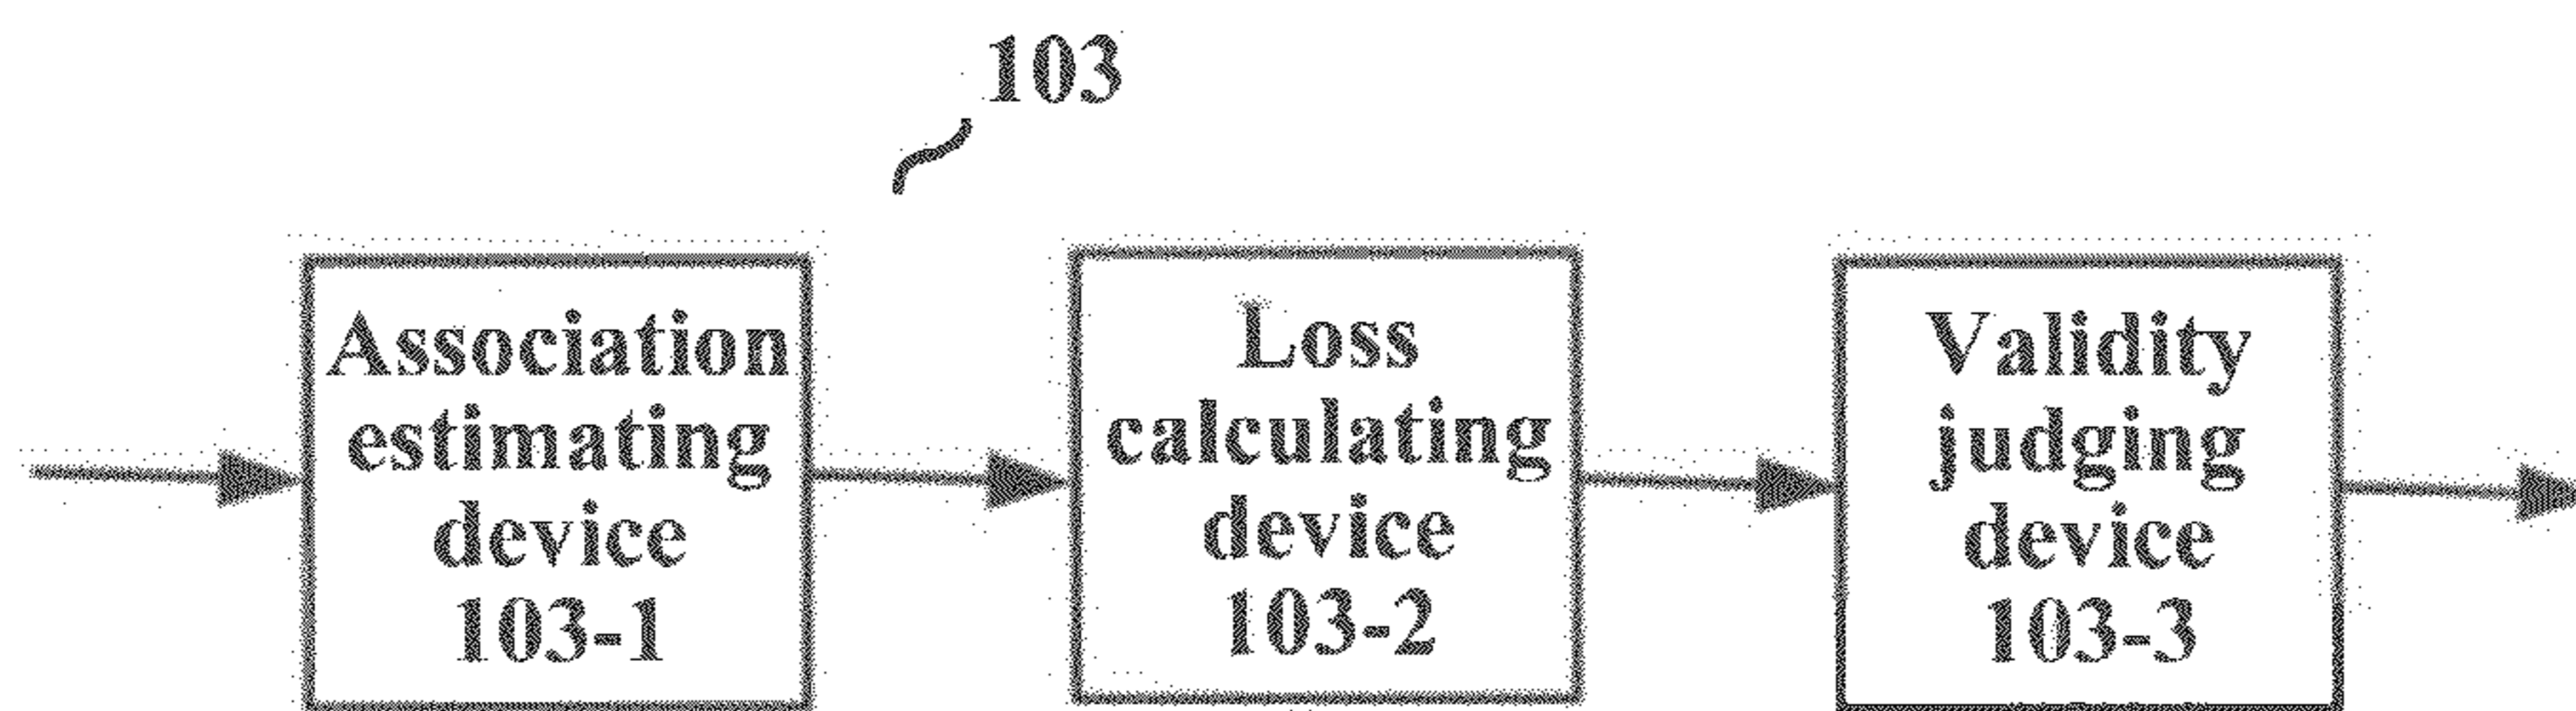 103
Association
estimating
device
103-1
Loss
calculating
device
103-2
Validity
judging
device
103-3